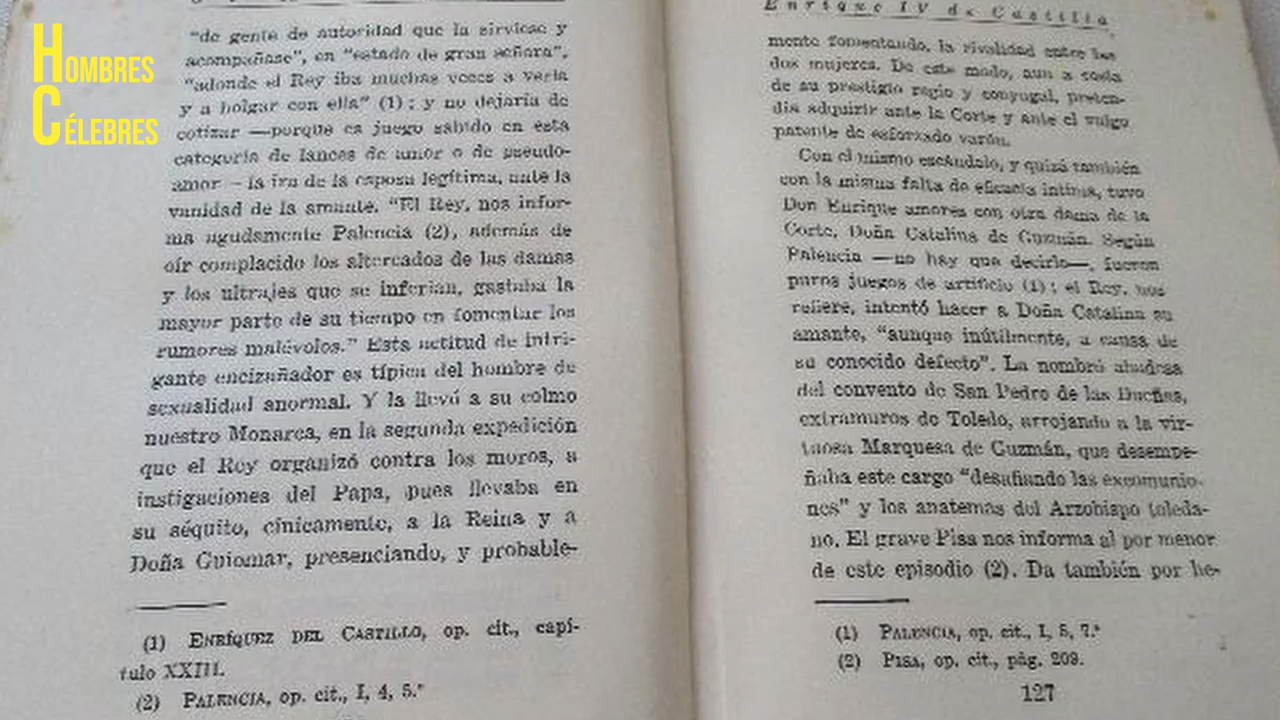 HOMBRES
CÉLEBRES
"de gente de autoridad que la sirviese y
acompañase", en "estado de gran señora",
"adonde el Rey iba muchas veces a verla
y a holgar con ella" (1); y no dejaría de
cotizar —porque es juego sabido en esta
categoría de lances de amor o de pseudo-
amor— la ira de la esposa legítima, ante la
vanidad de la amante. "El Rey, nos infor-
ma agudamente Palencia (2), además de
oír complacido los altercados de las damas
y los ultrajes que se inferían, gastaba la
mayor parte de su tiempo en fomentar los
rumores malévolos." Esta actitud de intri-
gante encizañador es típica del hombre de
sexualidad anormal. Y la llevó a su colmo
nuestro Monarca, en la segunda expedición
que el Rey organizó contra los moros, a
instigaciones del Papa, pues llevaba en
su séquito, cínicamente, a la Reina y a
Doña Guiomar, presenciando, y probable-
(1) ENRÍQUEZ DEL CASTILLO, op. cit., capí-
tulo XXIII.
(2) PALENCIA, op. cit., I, 4, 5.º
Enrique IV de Castilla
mente fomentando, la rivalidad entre las
dos mujeres. De este modo, aun a costa
de su prestigio regio y conyugal, preten-
día adquirir ante la Corte y ante el vulgo
patente de esforzado varón.
Con el mismo escándalo, y quizá también
con la misma falta de eficacia íntima, tuvo
Don Enrique amores con otra dama de la
Corte, Doña Catalina de Guzmán. Según
Palencia —no hay que decirlo—, fueron
puros juegos de artificio (1); el Rey, nos
refiere, intentó hacer a Doña Catalina su
amante, "aunque inútilmente, a causa de
su conocido defecto". La nombró abadesa
del convento de San Pedro de las Dueñas,
extramuros de Toledo, arrojando a la vir-
tuosa Marquesa de Guzmán, que desempe-
ñaba este cargo "desafiando las excomunio-
nes" y los anatemas del Arzobispo toleda-
no. El grave Pisa nos informa al por menor
de este episodio (2). Da también por he-
(1) PALENCIA, op. cit., I, 5, 7.º
(2) PISA, op. cit., pág. 209.
127